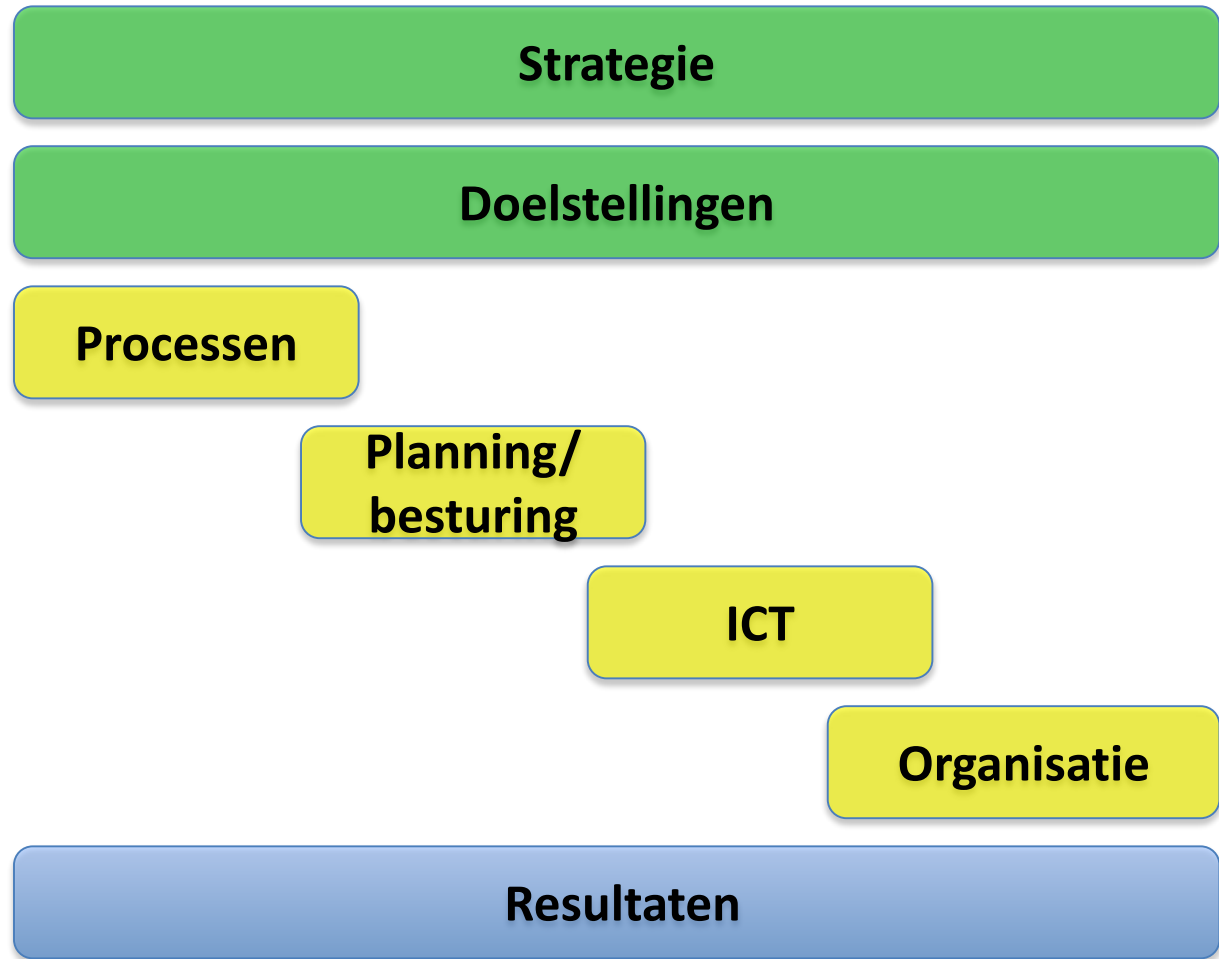 Strategie
Doelstellingen
Processen
Planning/
besturing
ICT
Organisatie
Resultaten